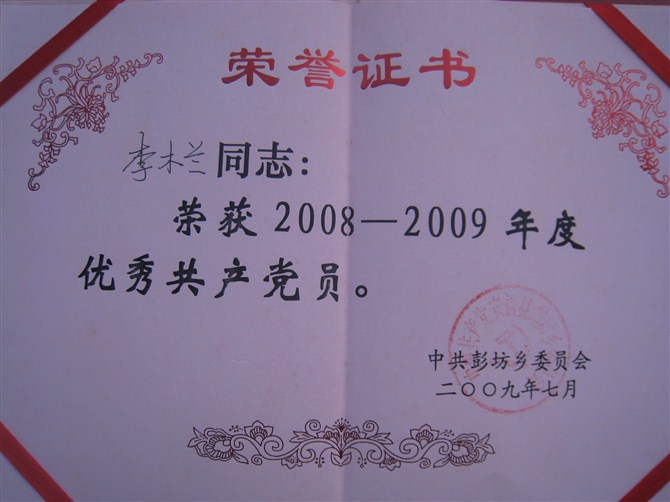 荣誉证书
李木兰同志：
荣获2008—2009年度
优秀共产党员。
中共彭坊乡委员会
二〇〇九年七月